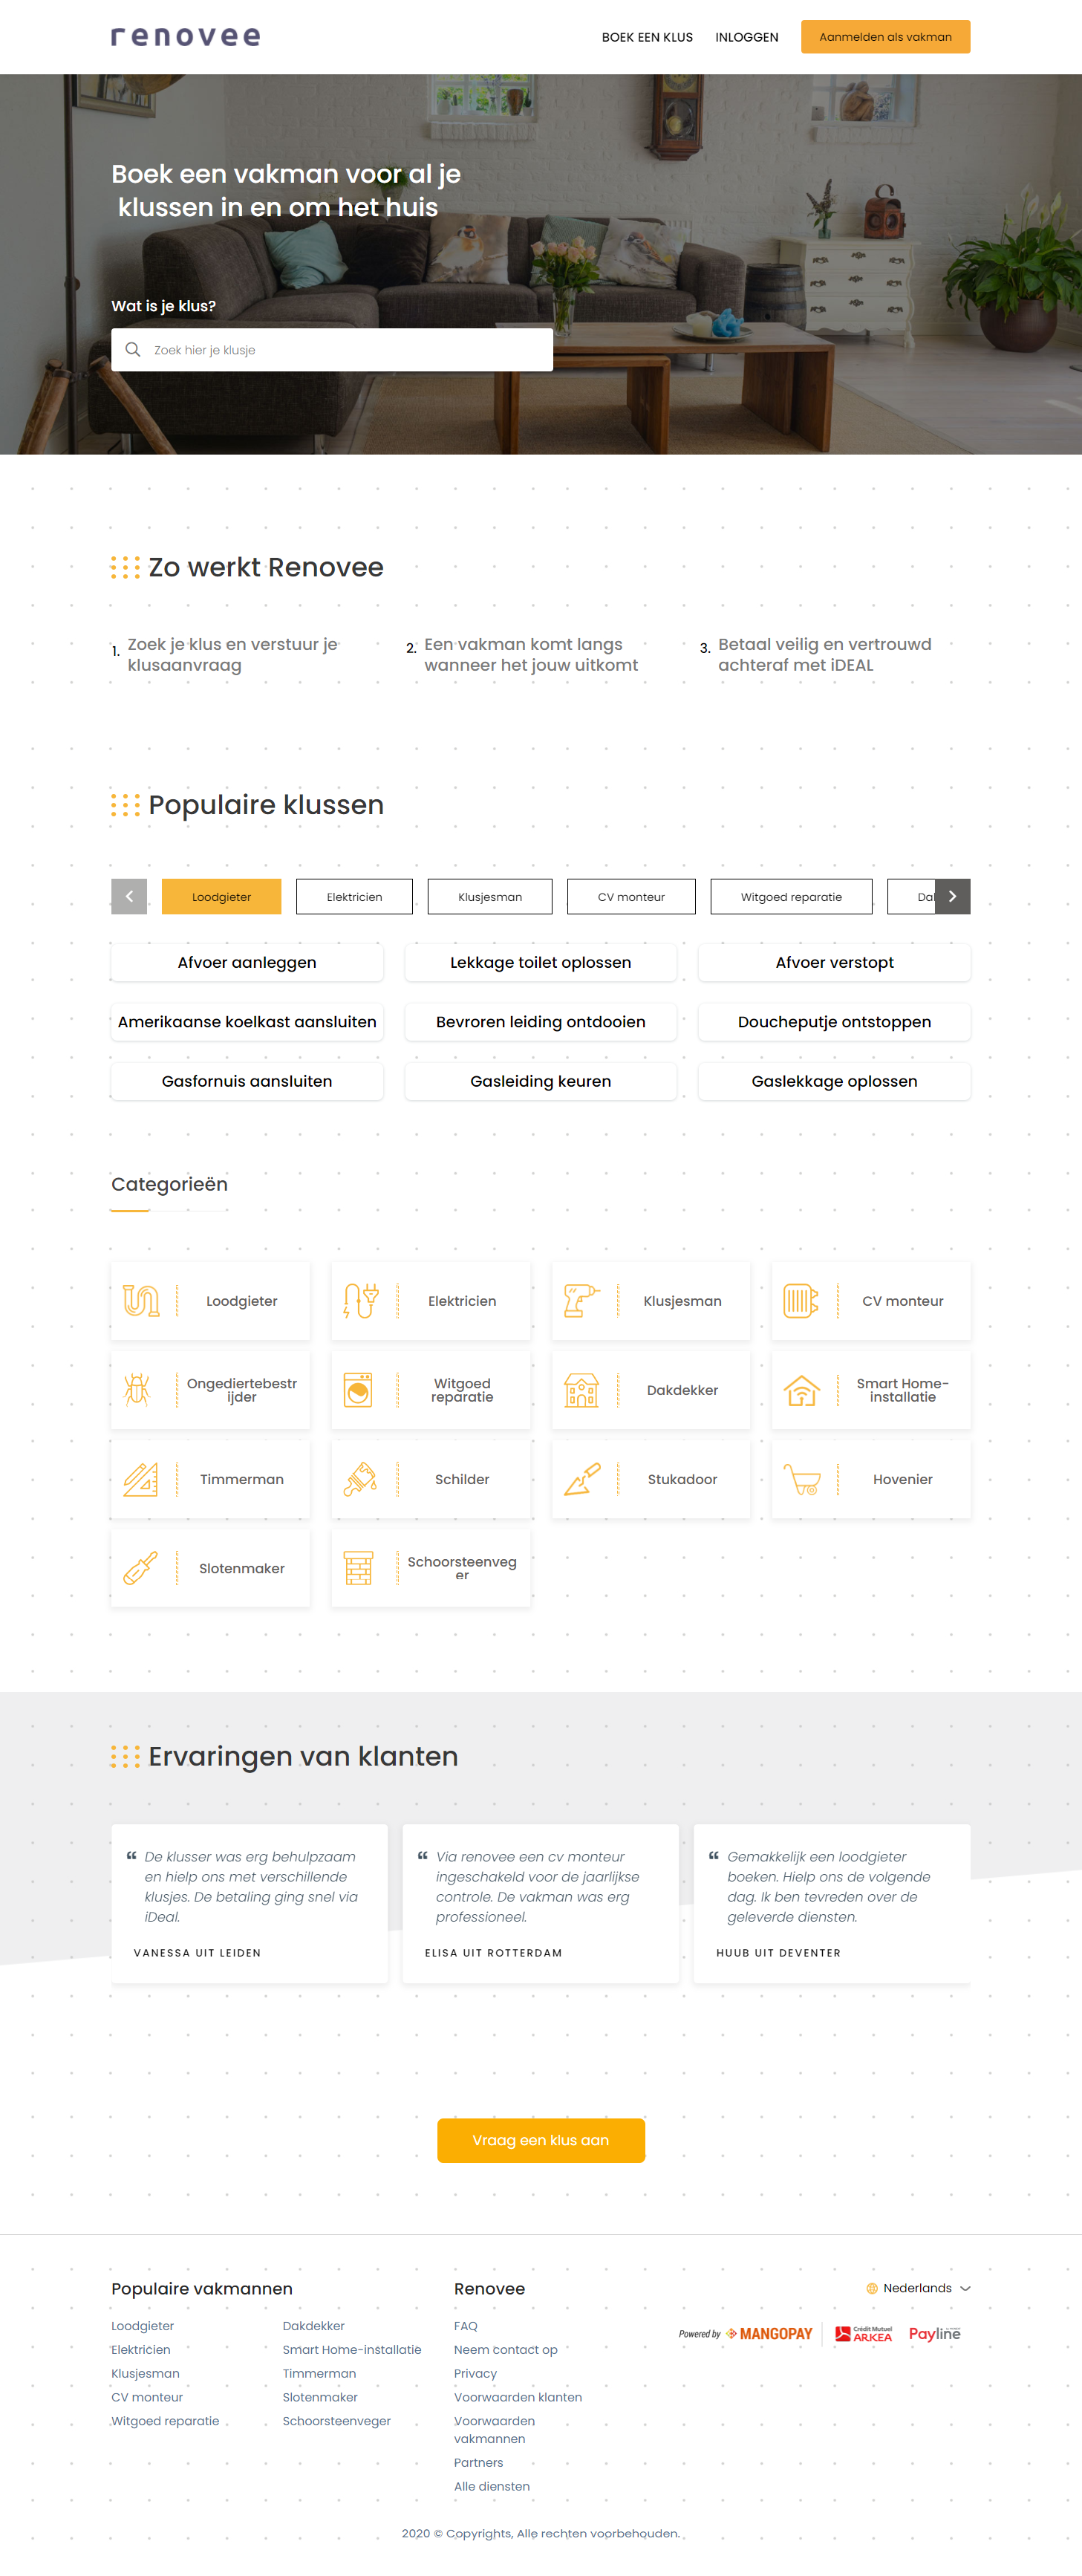 renovee
BOEK EEN KLUS
INLOGGEN
Aanmelden als vakman
Boek een vakman voor al je
klussen in en om het huis
Wat is je klus?
Zoek hier je klusje
Zo werkt Renovee
1. Zoek je klus en verstuur je
klusaanvraag
2. Een vakman komt langs
wanneer het jouw uitkomt
3. Betaal veilig en vertrouwd
achteraf met iDEAL
Populaire klussen
Loodgieter
Elektricien
Klusjesman
CV monteur
Witgoed reparatie
Afvoer aanleggen
Lekkage toilet oplossen
Afvoer verstopt
Amerikaanse koelkast aansluiten
Bevroren leiding ontdooien
Doucheputje ontstoppen
Gasfornuis aansluiten
Gasleiding keuren
Gaslekkage oplossen
Categorieën
Loodgieter
Elektricien
Klusjesman
CV monteur
Ongediertebestr
ijder
Witgoed
reparatie
Dakdekker
Smart Home-
installatie
Timmerman
Schilder
Stukadoor
Hovenier
Slotenmaker
Schoorsteenveg
er
Ervaringen van klanten
“ De klusser was erg behulpzaam
en hielp ons met verschillende
klusjes. De betaling ging snel via
iDeal.
VANESSA UIT LEIDEN
“ Via renovee een cv monteur
ingeschakeld voor de jaarlijkse
controle. De vakman was erg
professioneel.
ELISA UIT ROTTERDAM
“ Gemakkelijk een loodgieter
boeken. Hielp ons de volgende
dag. Ik ben tevreden over de
geleverde diensten.
HUUB UIT DEVENTER
Vraag een klus aan
Populaire vakmannen
Loodgieter
Elektricien
Klusjesman
CV monteur
Witgoed reparatie
Dakdekker
Smart Home-installatie
Timmerman
Slotenmaker
Schoorsteenveger
Renovee
FAQ
Neem contact op
Privacy
Voorwaarden klanten
Voorwaarden
vakmannen
Partners
Alle diensten
Nederlands
Powered by MANGOPAY
Crédit Mutuel
ARKEA
Payline
2020 © Copyrights, Alle rechten voorbehouden.